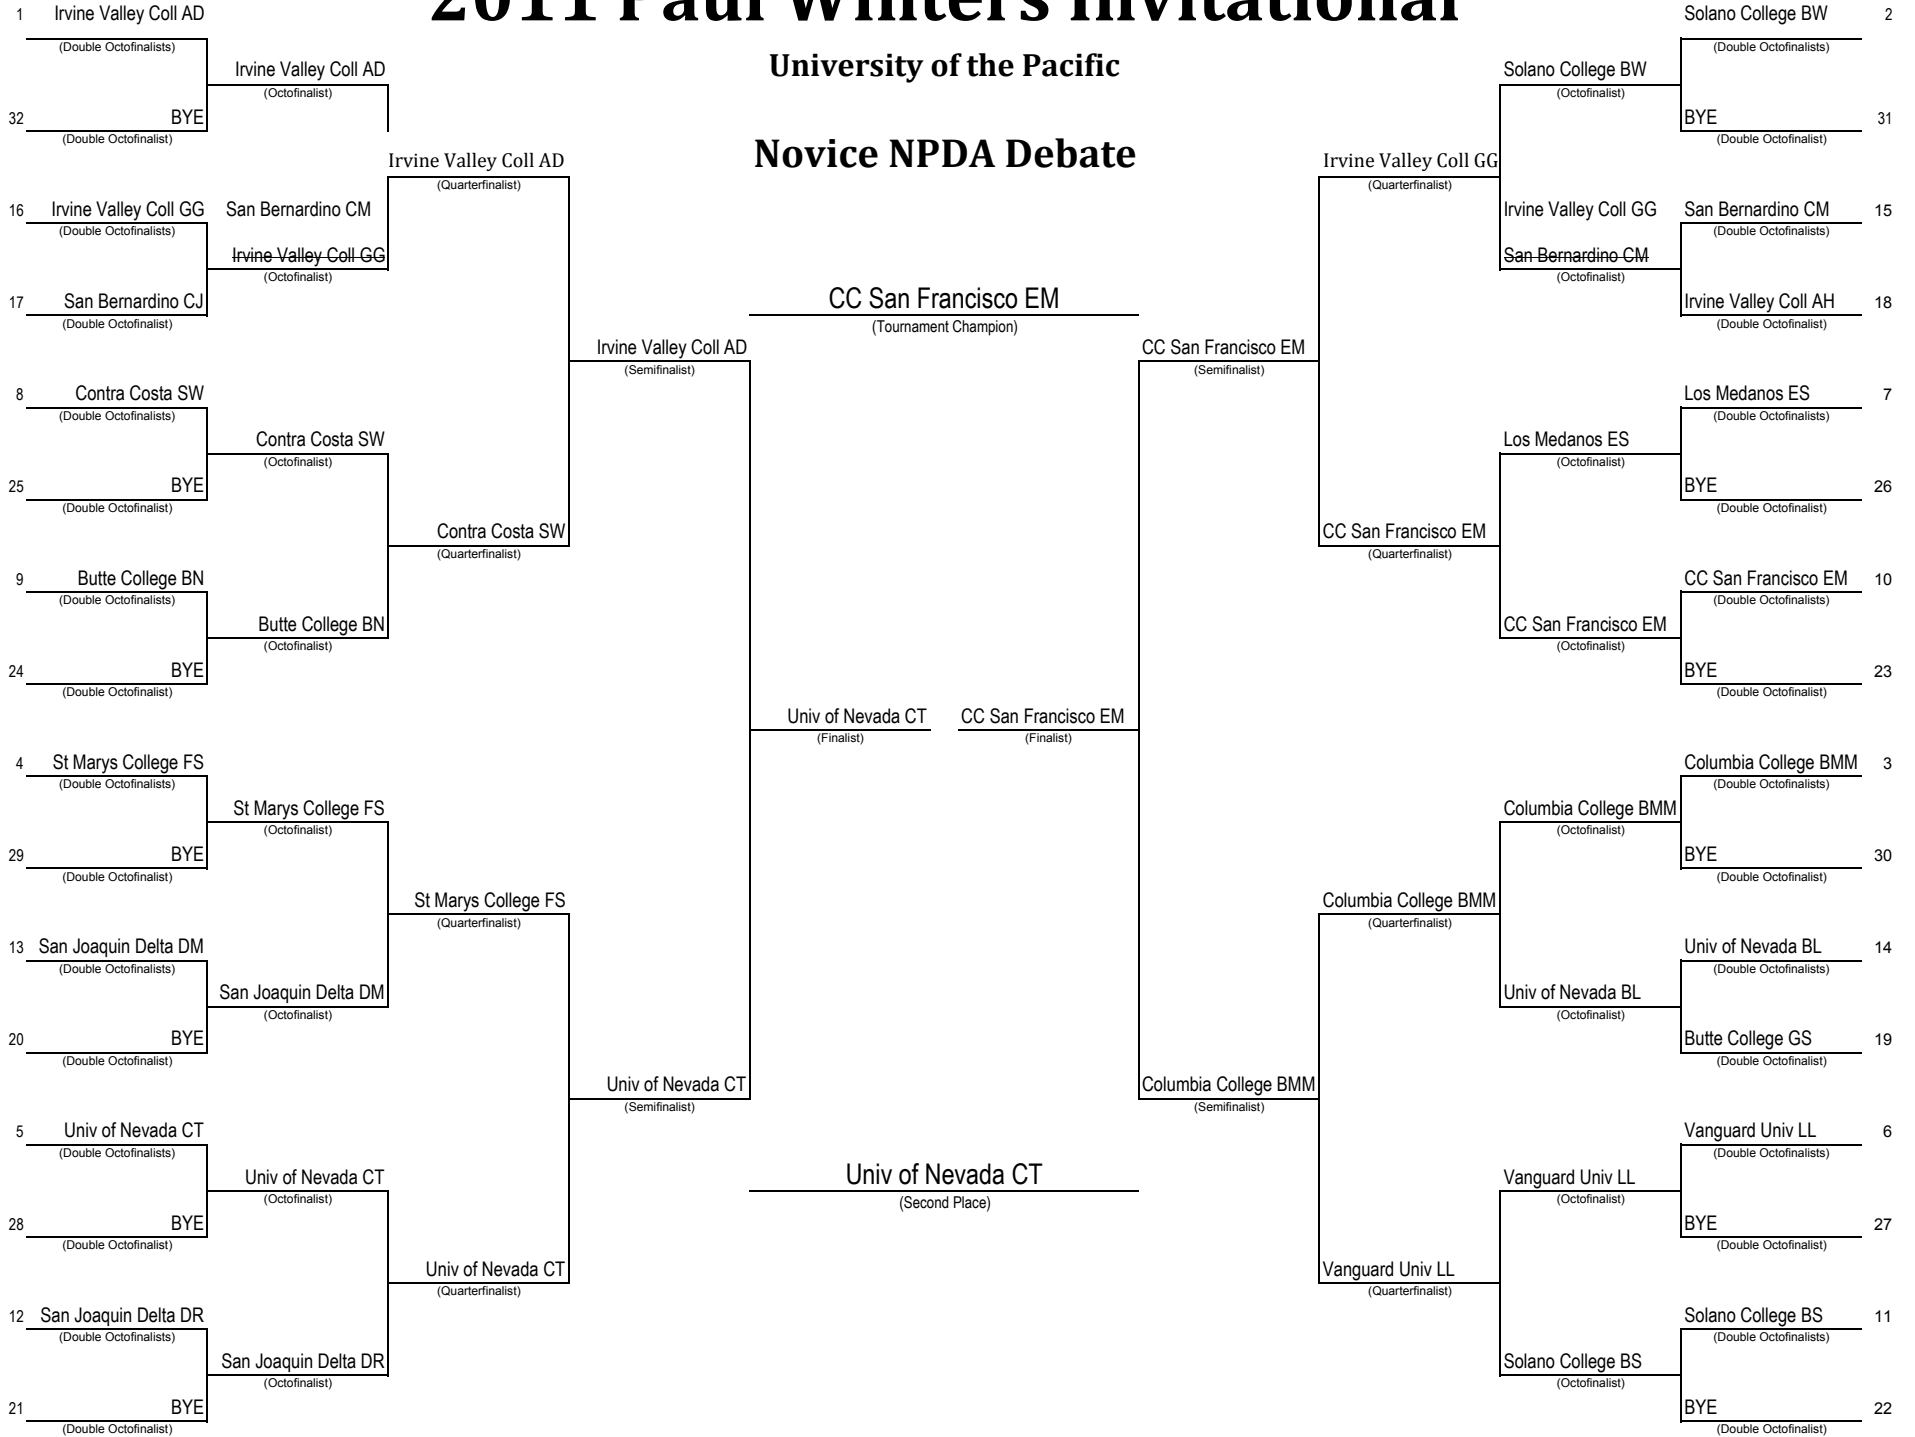 2011 Paul Winters Invitational
University of the Pacific
Novice NPDA Debate
1 Irvine Valley Coll AD
(Double Octofinalists)
32 BYE
(Double Octofinalist)
16 Irvine Valley Coll GG
(Double Octofinalists)
17 San Bernardino CJ
(Double Octofinalist)
8 Contra Costa SW
(Double Octofinalists)
25 BYE
(Double Octofinalist)
9 Butte College BN
(Double Octofinalists)
24 BYE
(Double Octofinalist)
4 St Marys College FS
(Double Octofinalists)
29 BYE
(Double Octofinalist)
13 San Joaquin Delta DM
(Double Octofinalists)
20 BYE
(Double Octofinalist)
5 Univ of Nevada CT
(Double Octofinalists)
28 BYE
(Double Octofinalist)
12 San Joaquin Delta DR
(Double Octofinalists)
21 BYE
(Double Octofinalist)
Irvine Valley Coll AD
(Octofinalist)
San Bernardino CM
Irvine Valley Coll GG
(Octofinalist)
Contra Costa SW
(Octofinalist)
Butte College BN
(Octofinalist)
St Marys College FS
(Octofinalist)
San Joaquin Delta DM
(Octofinalist)
Univ of Nevada CT
(Octofinalist)
San Joaquin Delta DR
(Octofinalist)
Irvine Valley Coll AD
(Quarterfinalist)
Contra Costa SW
(Quarterfinalist)
St Marys College FS
(Quarterfinalist)
Univ of Nevada CT
(Quarterfinalist)
Irvine Valley Coll AD
(Semifinalist)
Univ of Nevada CT
(Semifinalist)
CC San Francisco EM
(Tournament Champion)
Univ of Nevada CT
(Finalist)
CC San Francisco EM
(Finalist)
Univ of Nevada CT
(Second Place)
CC San Francisco EM
(Semifinalist)
Columbia College BMM
(Semifinalist)
Irvine Valley Coll GG
(Quarterfinalist)
CC San Francisco EM
(Quarterfinalist)
Columbia College BMM
(Quarterfinalist)
Vanguard Univ LL
(Quarterfinalist)
Solano College BW
(Octofinalist)
Irvine Valley Coll GG
San Bernardino CM
(Octofinalist)
Los Medanos ES
(Octofinalist)
CC San Francisco EM
(Octofinalist)
Columbia College BMM
(Octofinalist)
Univ of Nevada BL
(Octofinalist)
Vanguard Univ LL
(Octofinalist)
Solano College BS
(Octofinalist)
Solano College BW 2
(Double Octofinalists)
BYE 31
(Double Octofinalist)
San Bernardino CM 15
(Double Octofinalists)
Irvine Valley Coll AH 18
(Double Octofinalist)
Los Medanos ES 7
(Double Octofinalists)
BYE 26
(Double Octofinalist)
CC San Francisco EM 10
(Double Octofinalists)
BYE 23
(Double Octofinalist)
Columbia College BMM 3
(Double Octofinalists)
BYE 30
(Double Octofinalist)
Univ of Nevada BL 14
(Double Octofinalists)
Butte College GS 19
(Double Octofinalist)
Vanguard Univ LL 6
(Double Octofinalists)
BYE 27
(Double Octofinalist)
Solano College BS 11
(Double Octofinalists)
BYE 22
(Double Octofinalist)